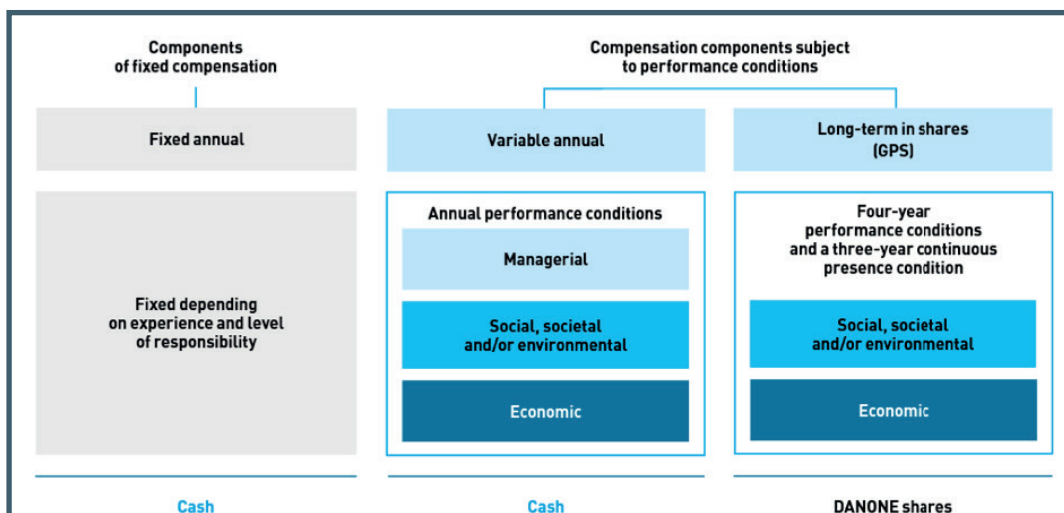 Components
of fixed compensation
Compensation components subject
to performance conditions
Fixed annual
Variable annual
Long-term in shares
(GPS)
Fixed depending
on experience and level
of responsibility
Annual performance conditions
Managerial
Social, societal
and/or environmental
Economic
Four-year
performance conditions
and a three-year continuous
presence condition
Social, societal
and/or environmental
Economic
Cash
Cash
DANONE shares